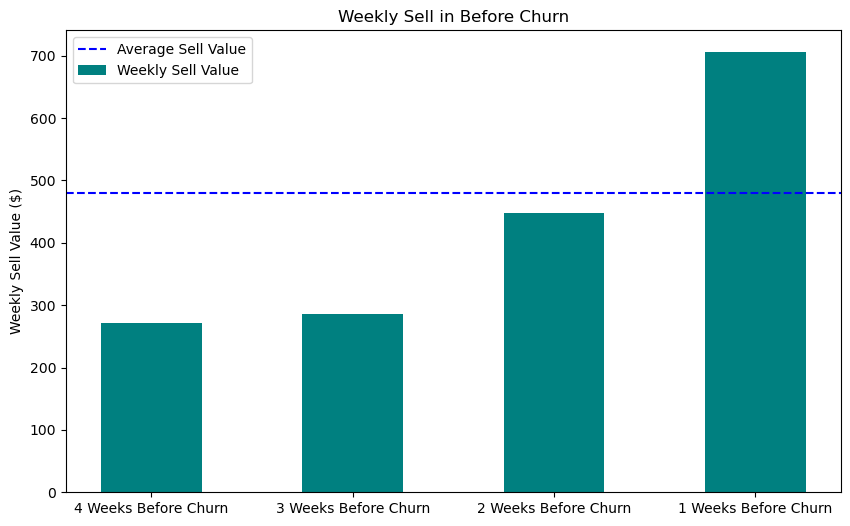 Weekly Sell in Before Churn
Average Sell Value
Weekly Sell Value
Weekly Sell Value ($)
700
600
500
400
300
200
100
0
4 Weeks Before Churn
3 Weeks Before Churn
2 Weeks Before Churn
1 Weeks Before Churn